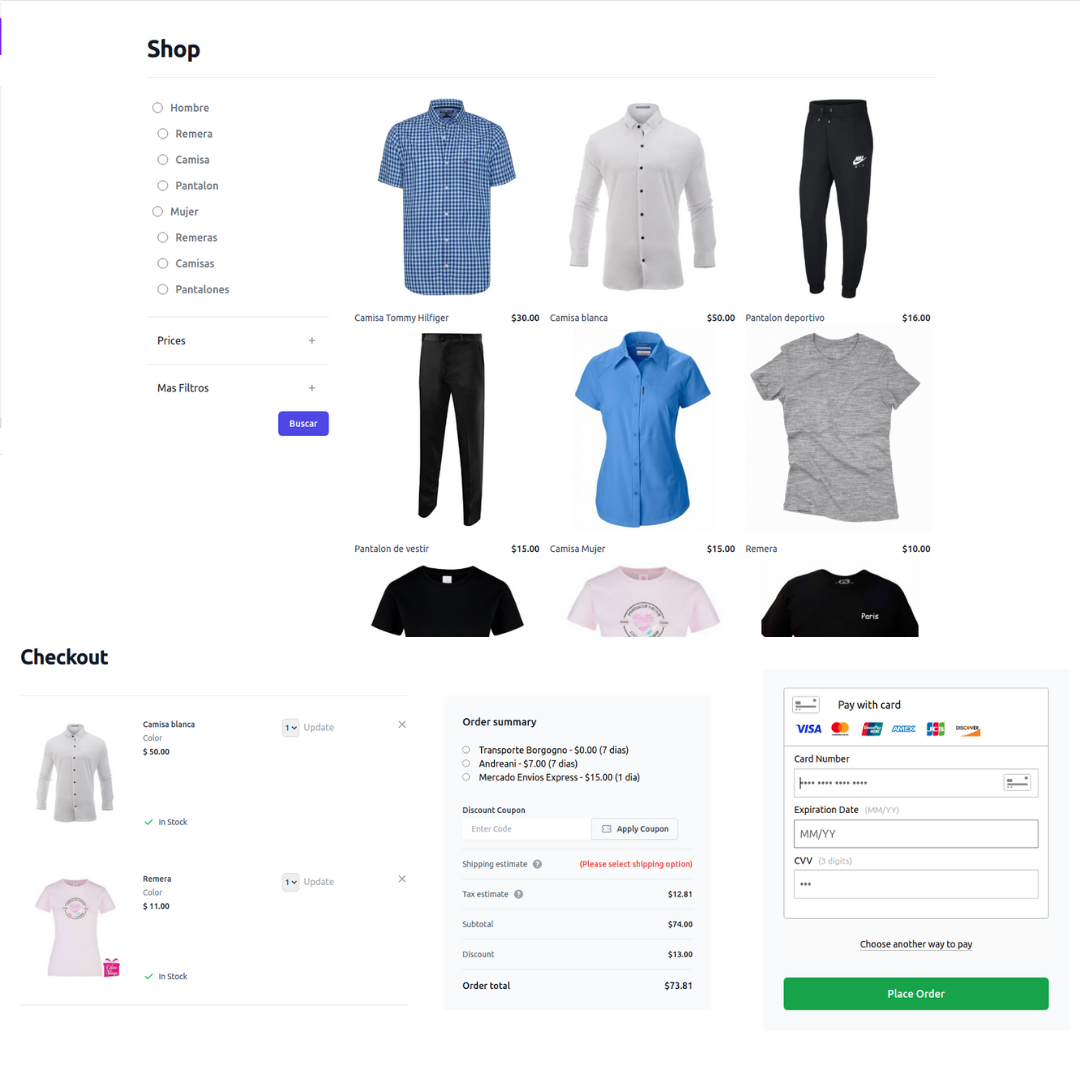 Shop
Hombre
Remera
Camisa
Pantalon
Mujer
Remeras
Camisas
Pantalones
Prices +
Mas Filtros +
Buscar
Camisa Tommy Hilfiger $30.00
Camisa blanca $50.00
Pantalon deportivo $16.00
Pantalon de vestir $15.00
Camisa Mujer $15.00
Remera $10.00
Paris
Checkout
Camisa blanca
Color
$ 50.00
1 Update
In Stock
Remera
Color
$ 11.00
1 Update
In Stock
Order summary
Transporte Borgogno - $0.00 (7 dias)
Andreani - $7.00 (7 dias)
Mercado Envios Express - $15.00 (1 dia)
Discount Coupon
Enter Code Apply Coupon
Shipping estimate ? (Please select shipping option)
Tax estimate ? $12.81
Subtotal $74.00
Discount $13.00
Order total $73.81
Pay with card
VISA AMEX JCB DISCOVER
Card Number
•••• •••• •••• ••••
Expiration Date (MM/YY)
MM/YY
CVV (3 digits)
•••
Choose another way to pay
Place Order